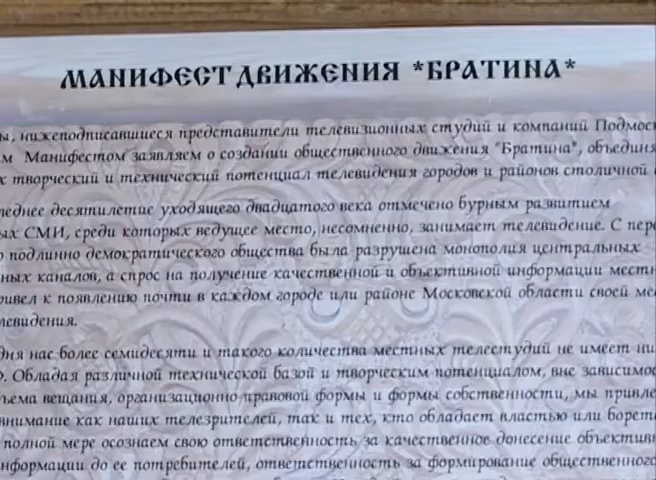 МАНИФЕСТ ДВИЖЕНИЯ *БРАТИНА*
ы, нижеподписавшиеся представители телевизионных студий и компаний Подмоск
м Манифестом заявляем о создании общественного движения "Братина", объединя
х творческий и технический потенциал телевидения городов и районов столичной
леднее десятилетие уходящего двадцатого века отмечено бурным развитием
ых СМИ, среди которых ведущее место, несомненно, занимает телевидение. С пер
о подлинно демократического общества была разрушена монополия центральных
ных каналов, а спрос на получение качественной и объективной информации местн
ривел к появлению почти в каждом городе или районе Московской области своей ме
левидения.
дня нас более семидесяти и такого количества местных телестудий не имеет ни
Обладая различной технической базой и творческим потенциалом, вне зависимос
ъема вещания, организационно правовой формы и формы собственности, мы привле
внимание как наших телезрителей, так и тех, кто обладает властью или борет
полной мере осознаем свою ответственность за качественное донесение объектив
нформации до ее потребителей, ответственность за формирование общественного